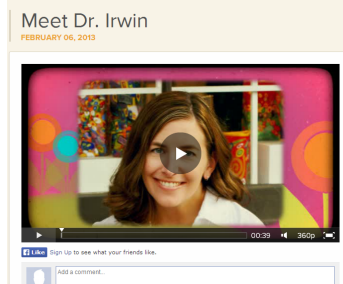 Meet Dr. Irwin
FEBRUARY 06, 2013
00:39 360p
Like Sign Up to see what your friends like.
Add a comment...